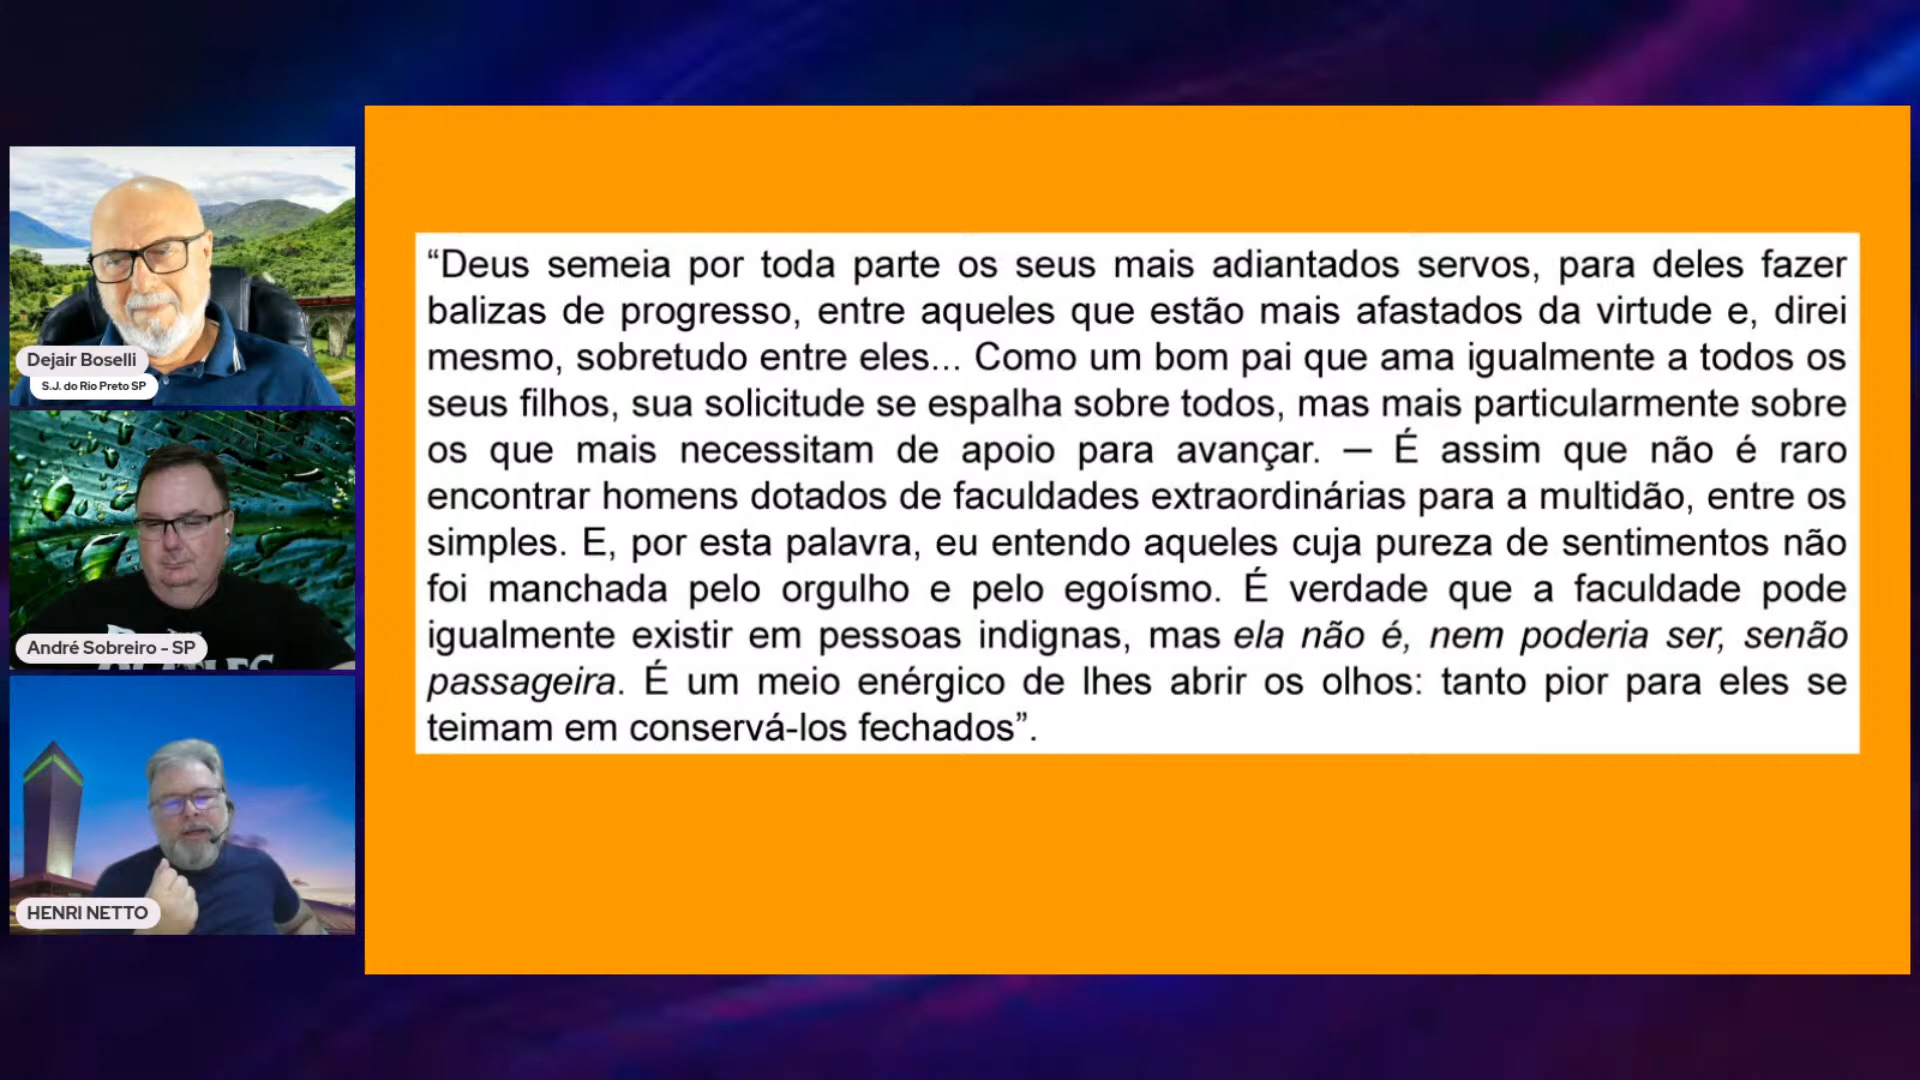 Dejair Boselli
S.J. do Rio Preto SP
André Sobreiro - SP
HENRI NETTO
“Deus semeia por toda parte os seus mais adiantados servos, para deles fazer
balizas de progresso, entre aqueles que estão mais afastados da virtude e, direi
mesmo, sobretudo entre eles... Como um bom pai que ama igualmente a todos os
seus filhos, sua solicitude se espalha sobre todos, mas mais particularmente sobre
os que mais necessitam de apoio para avançar. — É assim que não é raro
encontrar homens dotados de faculdades extraordinárias para a multidão, entre os
simples. E, por esta palavra, eu entendo aqueles cuja pureza de sentimentos não
foi manchada pelo orgulho e pelo egoísmo. É verdade que a faculdade pode
igualmente existir em pessoas indignas, mas ela não é, nem poderia ser, senão
passageira. É um meio enérgico de lhes abrir os olhos: tanto pior para eles se
teimam em conservá-los fechados”.